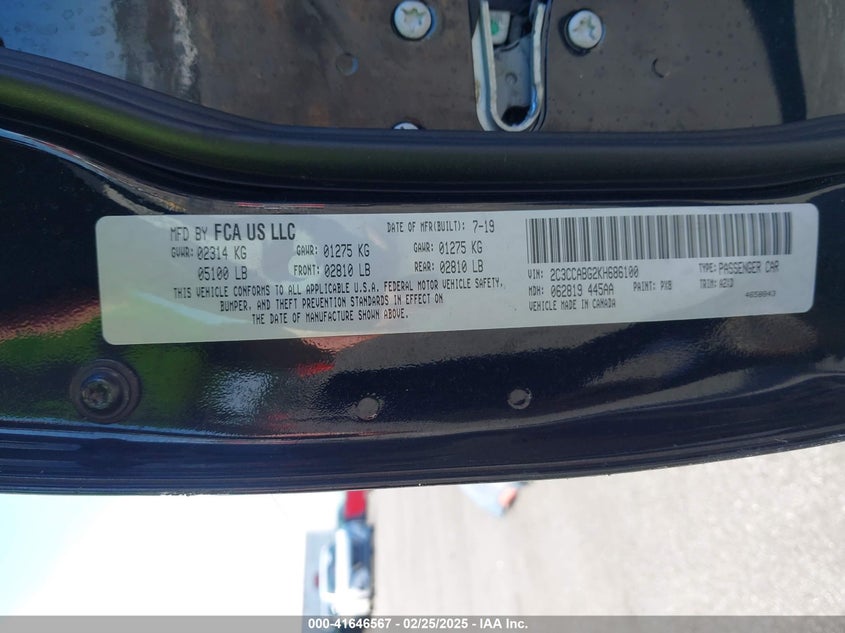 MFD BY FCA US LLC DATE OF MFR(BUILT): 7-19
GVWR: 02314 KG GAWR: 01275 KG GAWR: 01275 KG
05100 LB FRONT: 02810 LB REAR: 02810 LB
THIS VEHICLE CONFORMS TO ALL APPLICABLE U.S.A. FEDERAL MOTOR VEHICLE SAFETY,
BUMPER, AND THEFT PREVENTION STANDARDS IN EFFECT ON
THE DATE OF MANUFACTURE SHOWN ABOVE.
VIN: 2C3CCABG2KH686100 TYPE: PASSENGER CAR
MDH: 062819 445AA PAINT: PX8 TRIM: A2XD
VEHICLE MADE IN CANADA 4658843
000-41646567 - 02/25/2025 - IAA Inc.